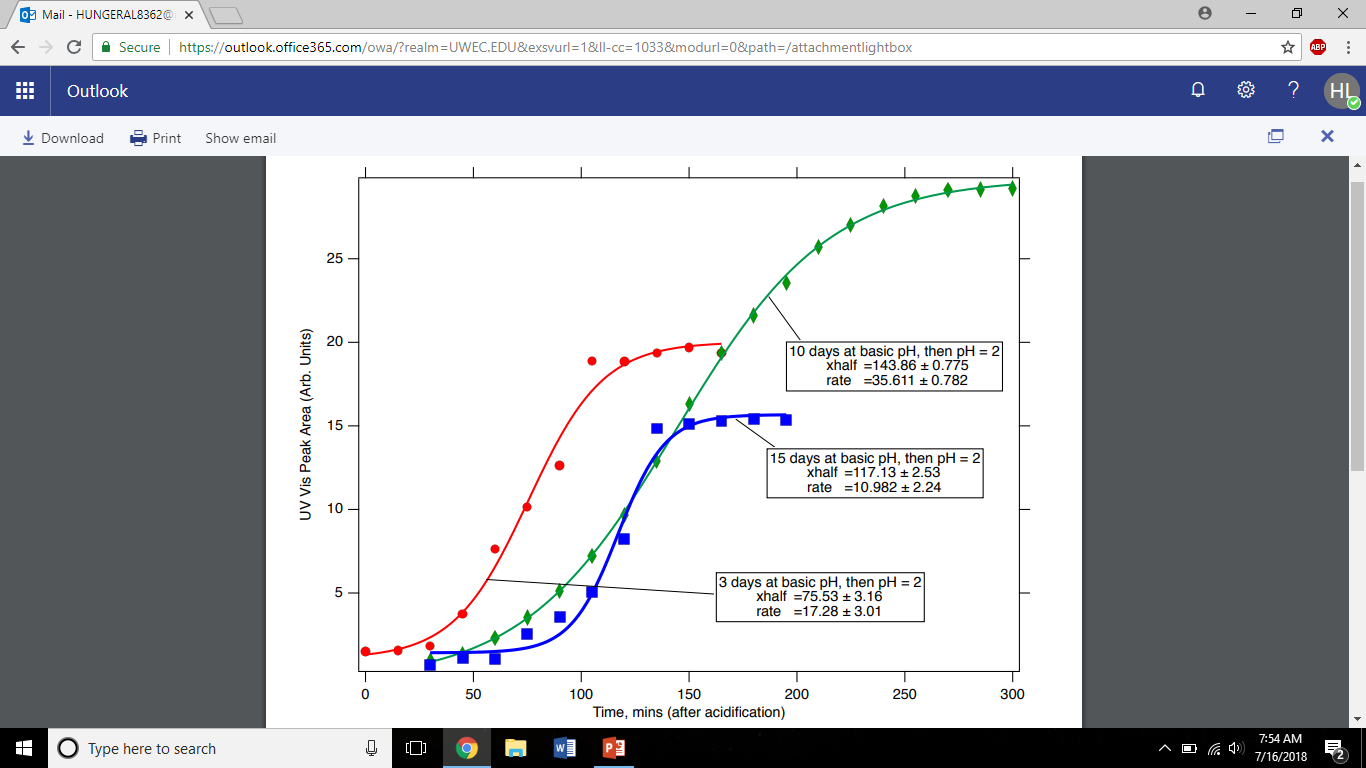 Mail - HUNGERAL8362@
Secure https://outlook.office365.com/owa/?realm=UWEC.EDU&exsvurl=1&ll-cc=1033&modurl=0&path=/attachmentlightbox
ABP
Outlook
HL
Download Print Show email
25
20
15
10
5
UV Vis Peak Area (Arb. Units)
10 days at basic pH, then pH = 2
xhalf =143.86 ± 0.775
rate =35.611 ± 0.782
15 days at basic pH, then pH = 2
xhalf =117.13 ± 2.53
rate =10.982 ± 2.24
3 days at basic pH, then pH = 2
xhalf =75.53 ± 3.16
rate =17.28 ± 3.01
0 50 100 150 200 250 300
Time, mins (after acidification)
Type here to search
7:54 AM
7/16/2018
2